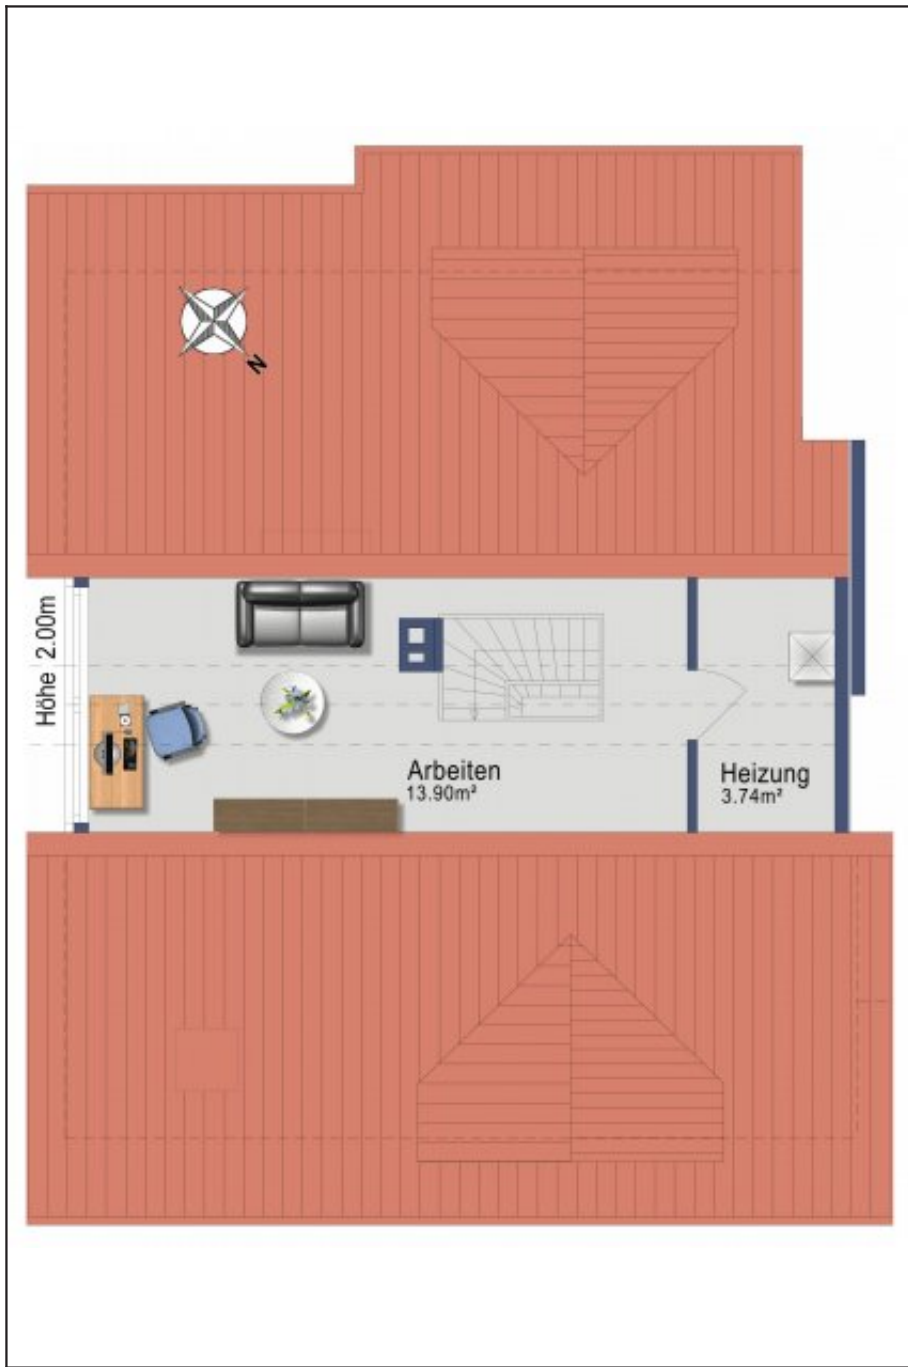 N
Höhe 2.00m
Arbeiten
13.90m²
Heizung
3.74m²